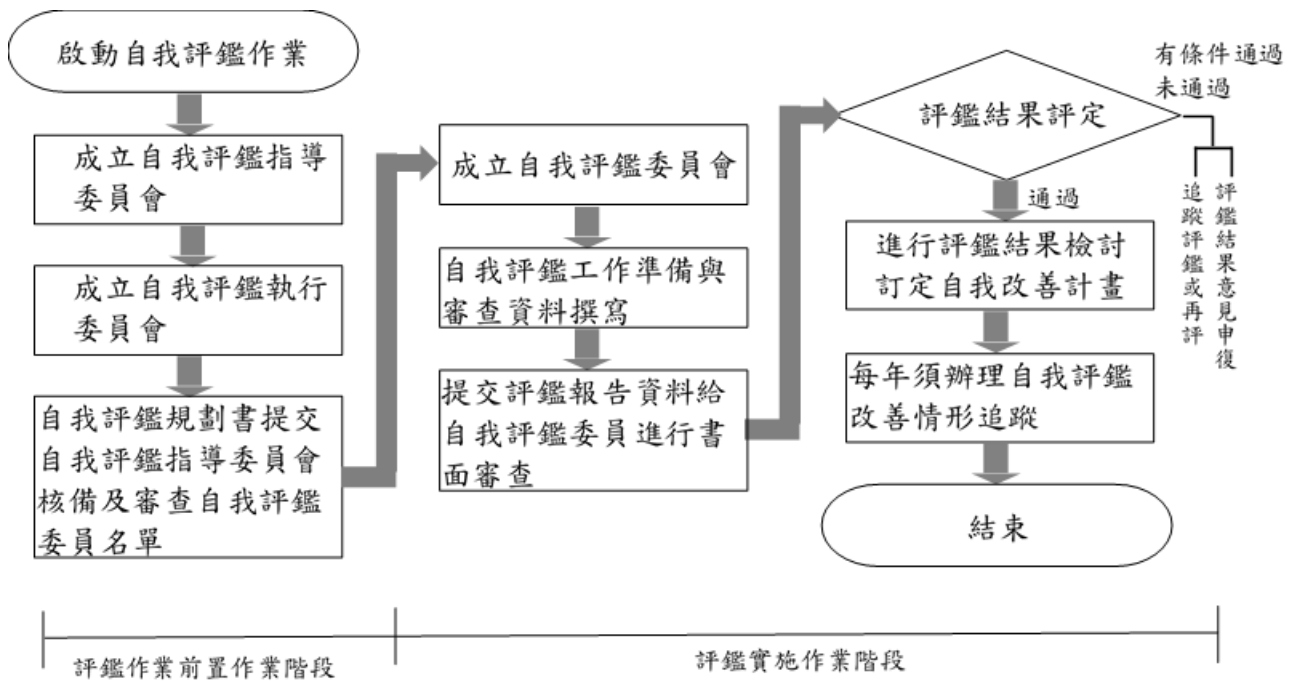 啟動自我評鑑作業
成立自我評鑑指導
委員會
成立自我評鑑執行
委員會
自我評鑑規劃書提交
自我評鑑指導委員會
核備及審查自我評鑑
委員名單
成立自我評鑑委員會
自我評鑑工作準備與
審查資料撰寫
提交評鑑報告資料給
自我評鑑委員進行書
面審查
評鑑結果評定
有條件通過
未通過
評鑑結果意見申復
追蹤評鑑或再評
通過
進行評鑑結果檢討
訂定自我改善計畫
每年須辦理自我評鑑
改善情形追蹤
結束
評鑑作業前置作業階段
評鑑實施作業階段